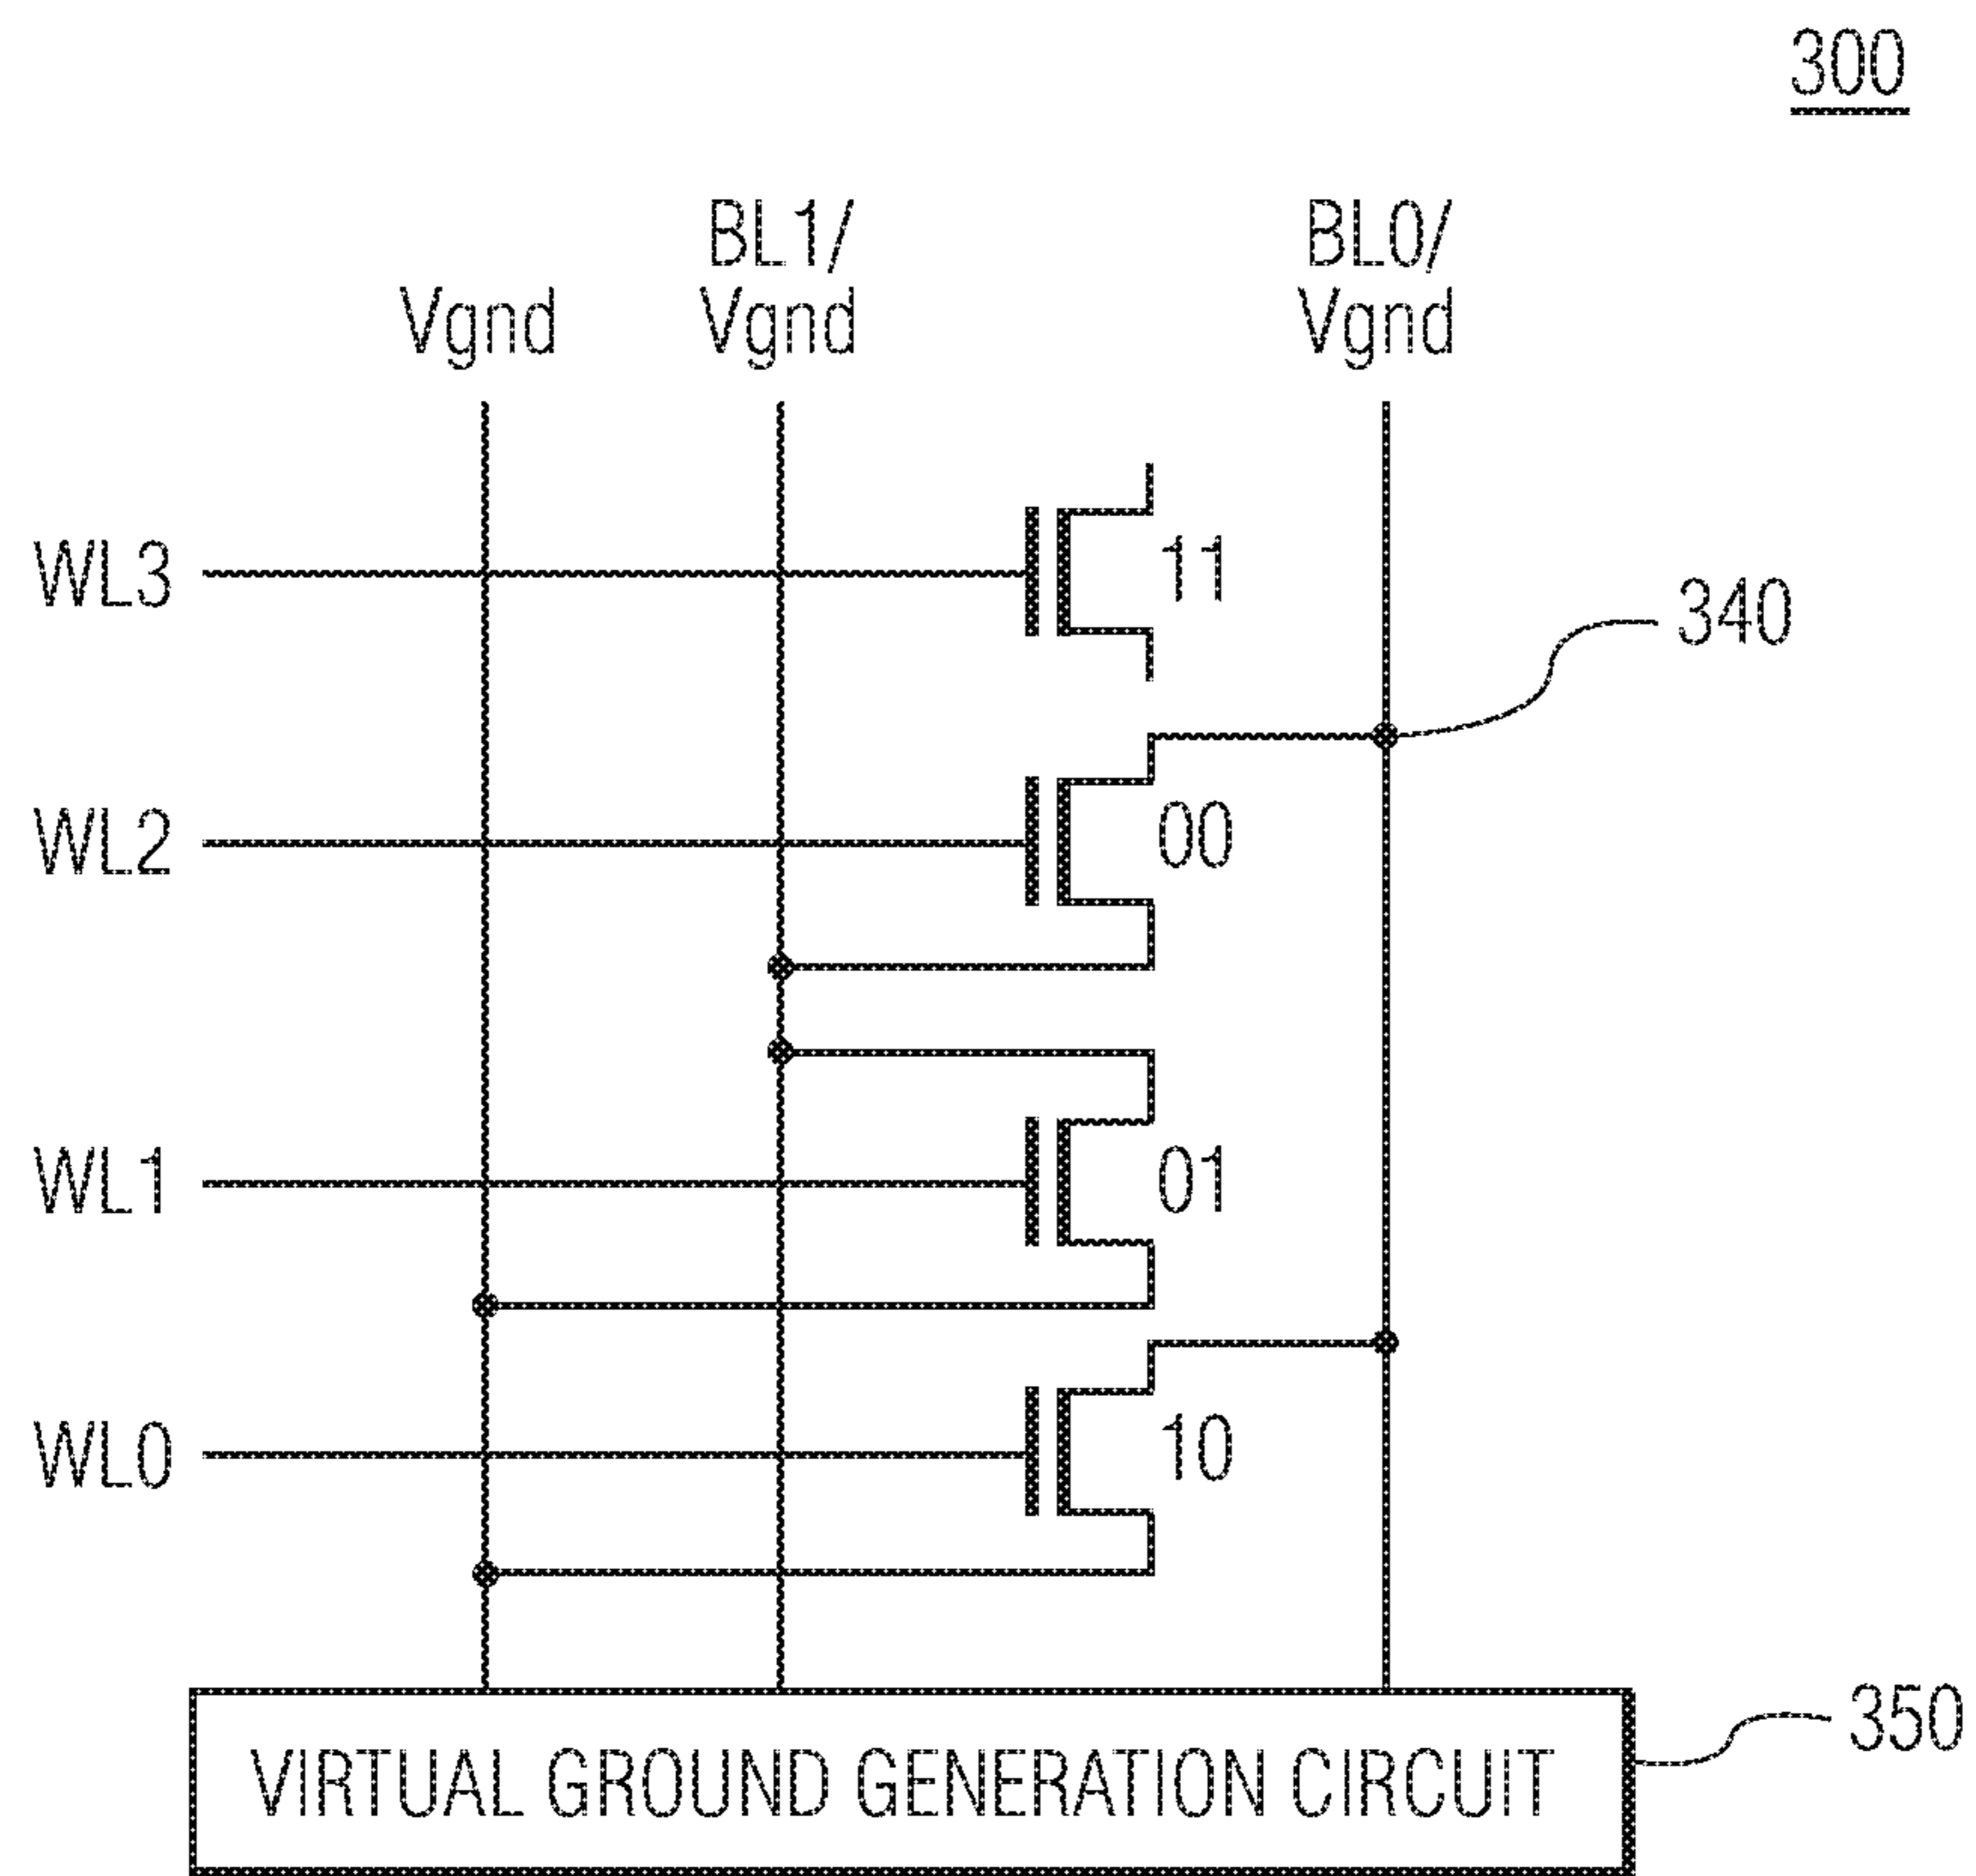 300
BL1/
BL0/
Vgnd
Vgnd
Vgnd
WL3
11
340
WL2
00
WL1
01
WL0
10
350
VIRTUAL GROUND GENERATION CIRCUIT